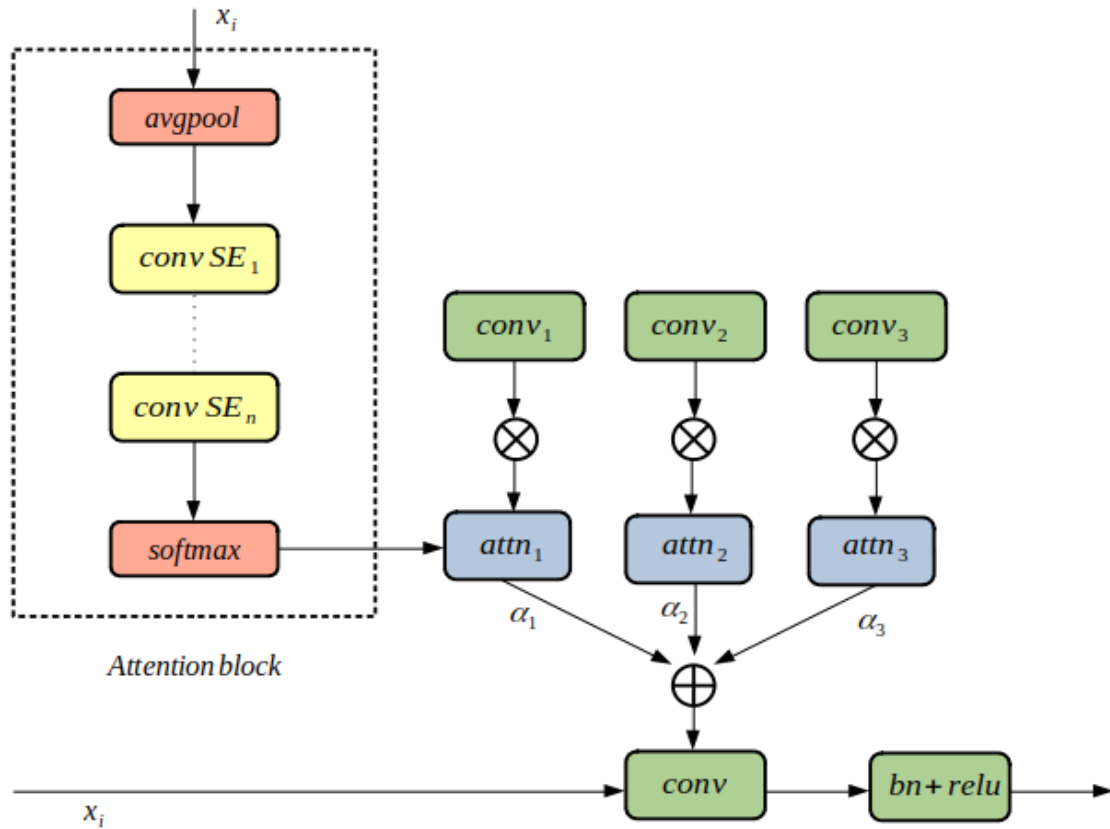 x_i
avgpool
conv SE_1
conv_1 conv_2 conv_3
conv SE_n
softmax
attn_1 attn_2 attn_3
α_1 α_2 α_3
Attention block
conv
bn+relu
x_i